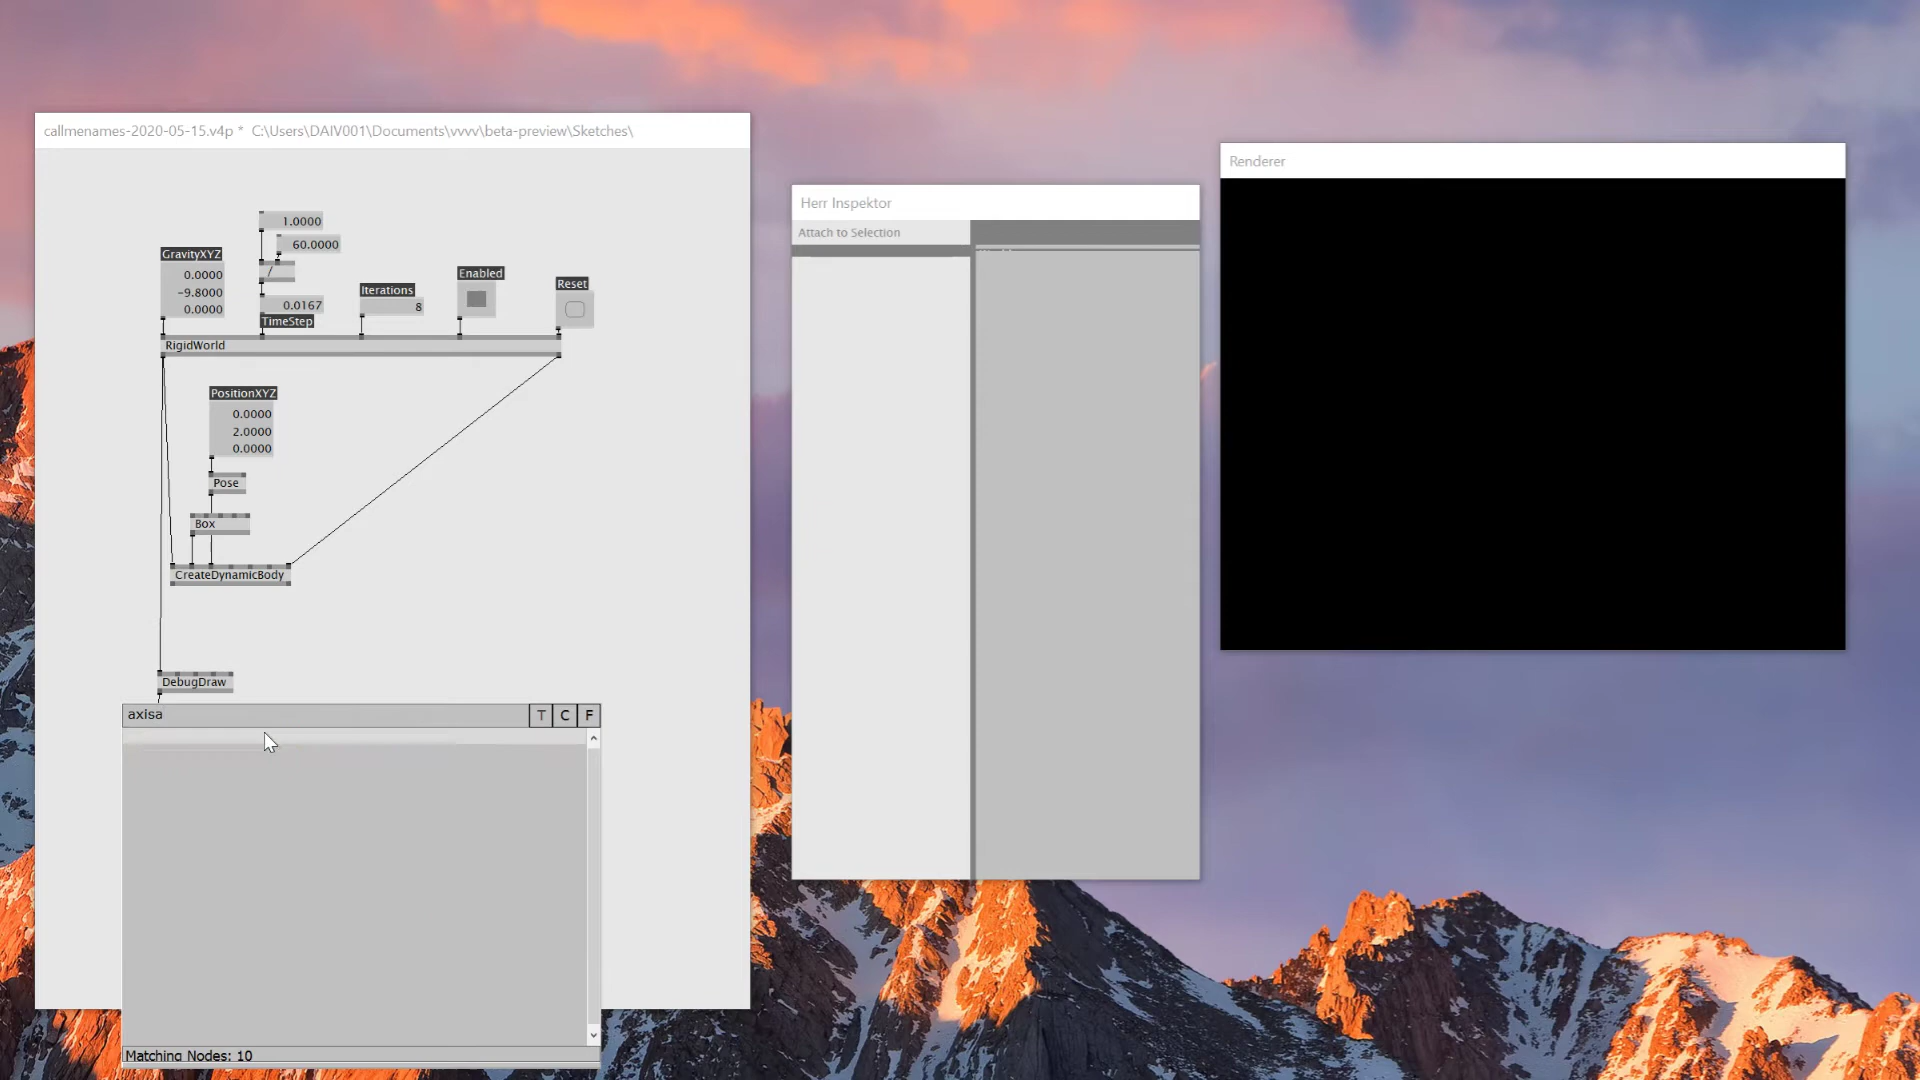 callmenames-2020-05-15.v4p * C:\Users\DAIV001\Documents\vvvv\beta-preview\Sketches\
1.0000
60.0000
GravityXYZ
0.0000
-9.8000
0.0000
/
0.0167
TimeStep
Iterations
8
Enabled
Reset
RigidWorld
PositionXYZ
0.0000
2.0000
0.0000
Pose
Box
CreateDynamicBody
DebugDraw
axisa
T C F
Matching Nodes: 10
Herr Inspektor
Attach to Selection
Renderer